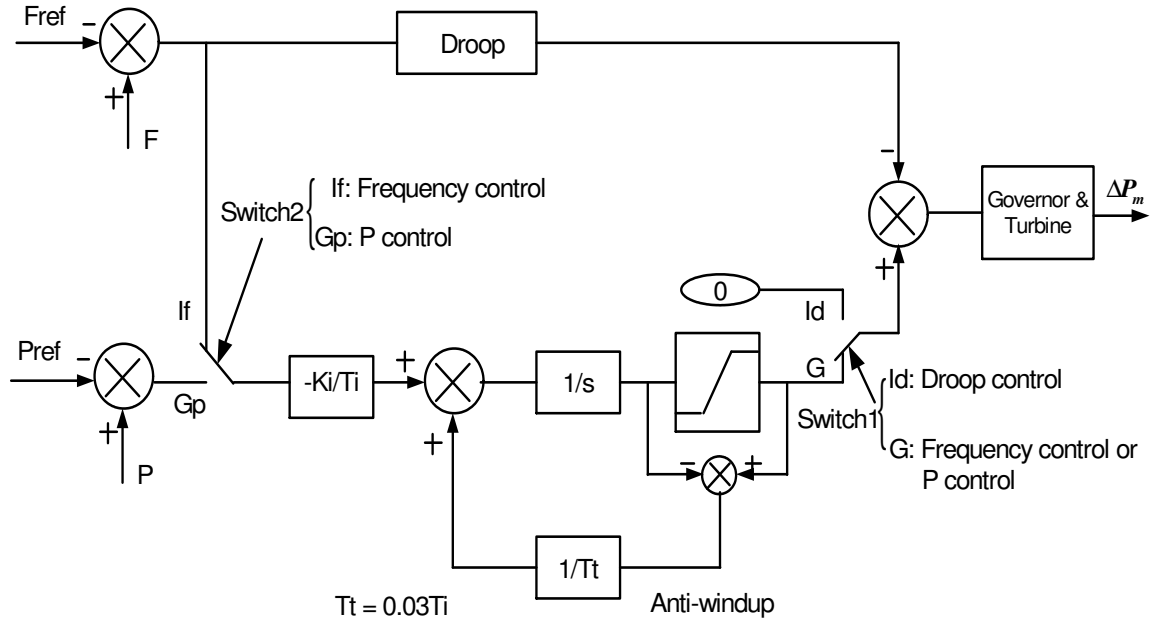 Fref
-
Droop
+
F
-
If: Frequency control
Switch2
Gp: P control
Governor &
Turbine
ΔPm
+
0
Id
If
Pref
-
-Ki/Ti
+
1/s
G
Id: Droop control
Gp
Switch1
+
+
G: Frequency control or
P control
P
-
+
1/Tt
Tt = 0.03Ti
Anti-windup